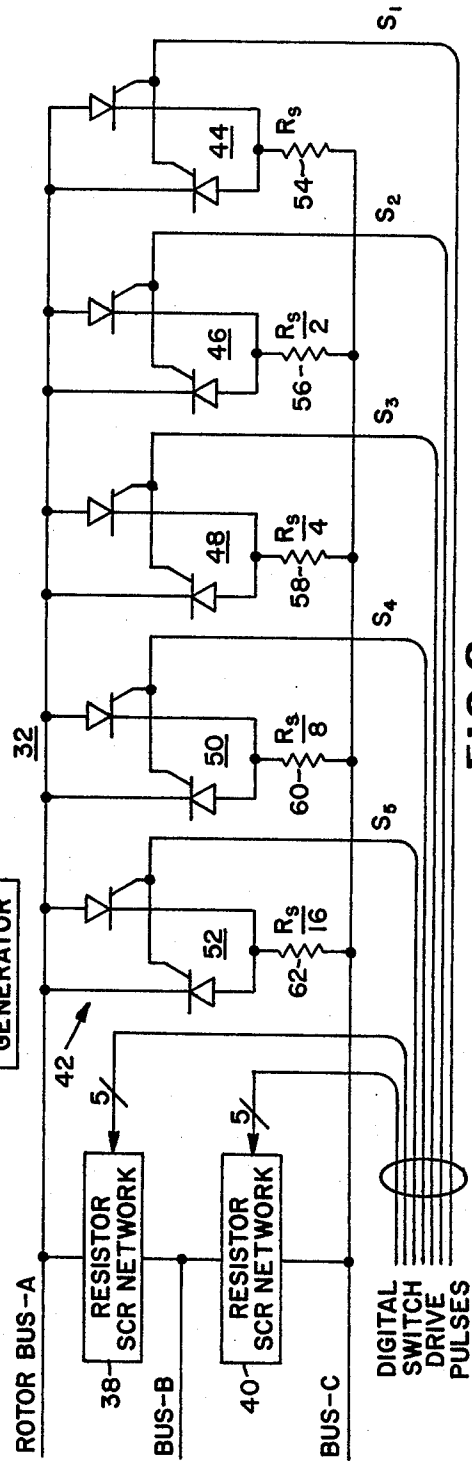 GENERATOR
32
ROTOR BUS-A
42
38
RESISTOR
SCR NETWORK
5
BUS-B
40
RESISTOR
SCR NETWORK
5
BUS-C
DIGITAL
SWITCH
DRIVE
PULSES
52
62
Rs/16
S5
50
60
Rs/8
S4
48
58
Rs/4
S3
46
56
Rs/2
S2
44
54
Rs
S1